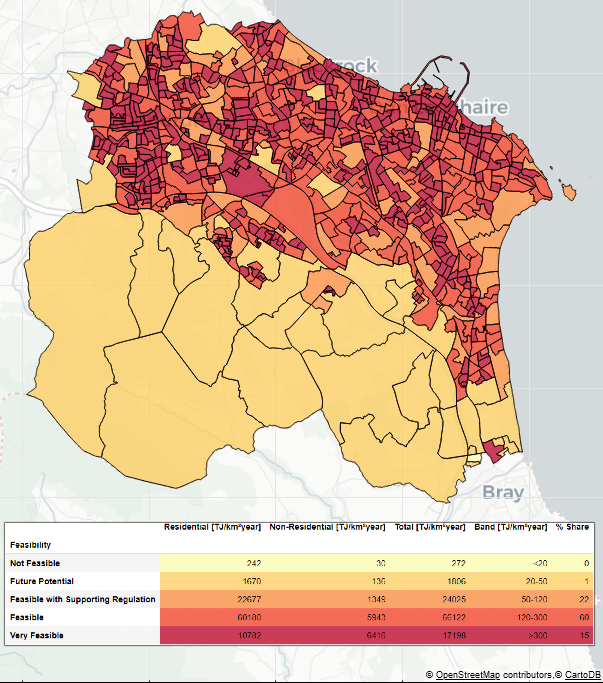 rock
haire
Bray
Residential [TJ/km²year] Non-Residential [TJ/km²year] Total [TJ/km²year] Band [TJ/km²year] % Share
Feasibility
Not Feasible 242 30 272 <20 0
Future Potential 1670 136 1806 20-50 1
Feasible with Supporting Regulation 22677 1349 24025 50-120 22
Feasible 60180 5943 66122 120-300 60
Very Feasible 10782 6416 17198 >300 15
© OpenStreetMap contributors,© CartoDB